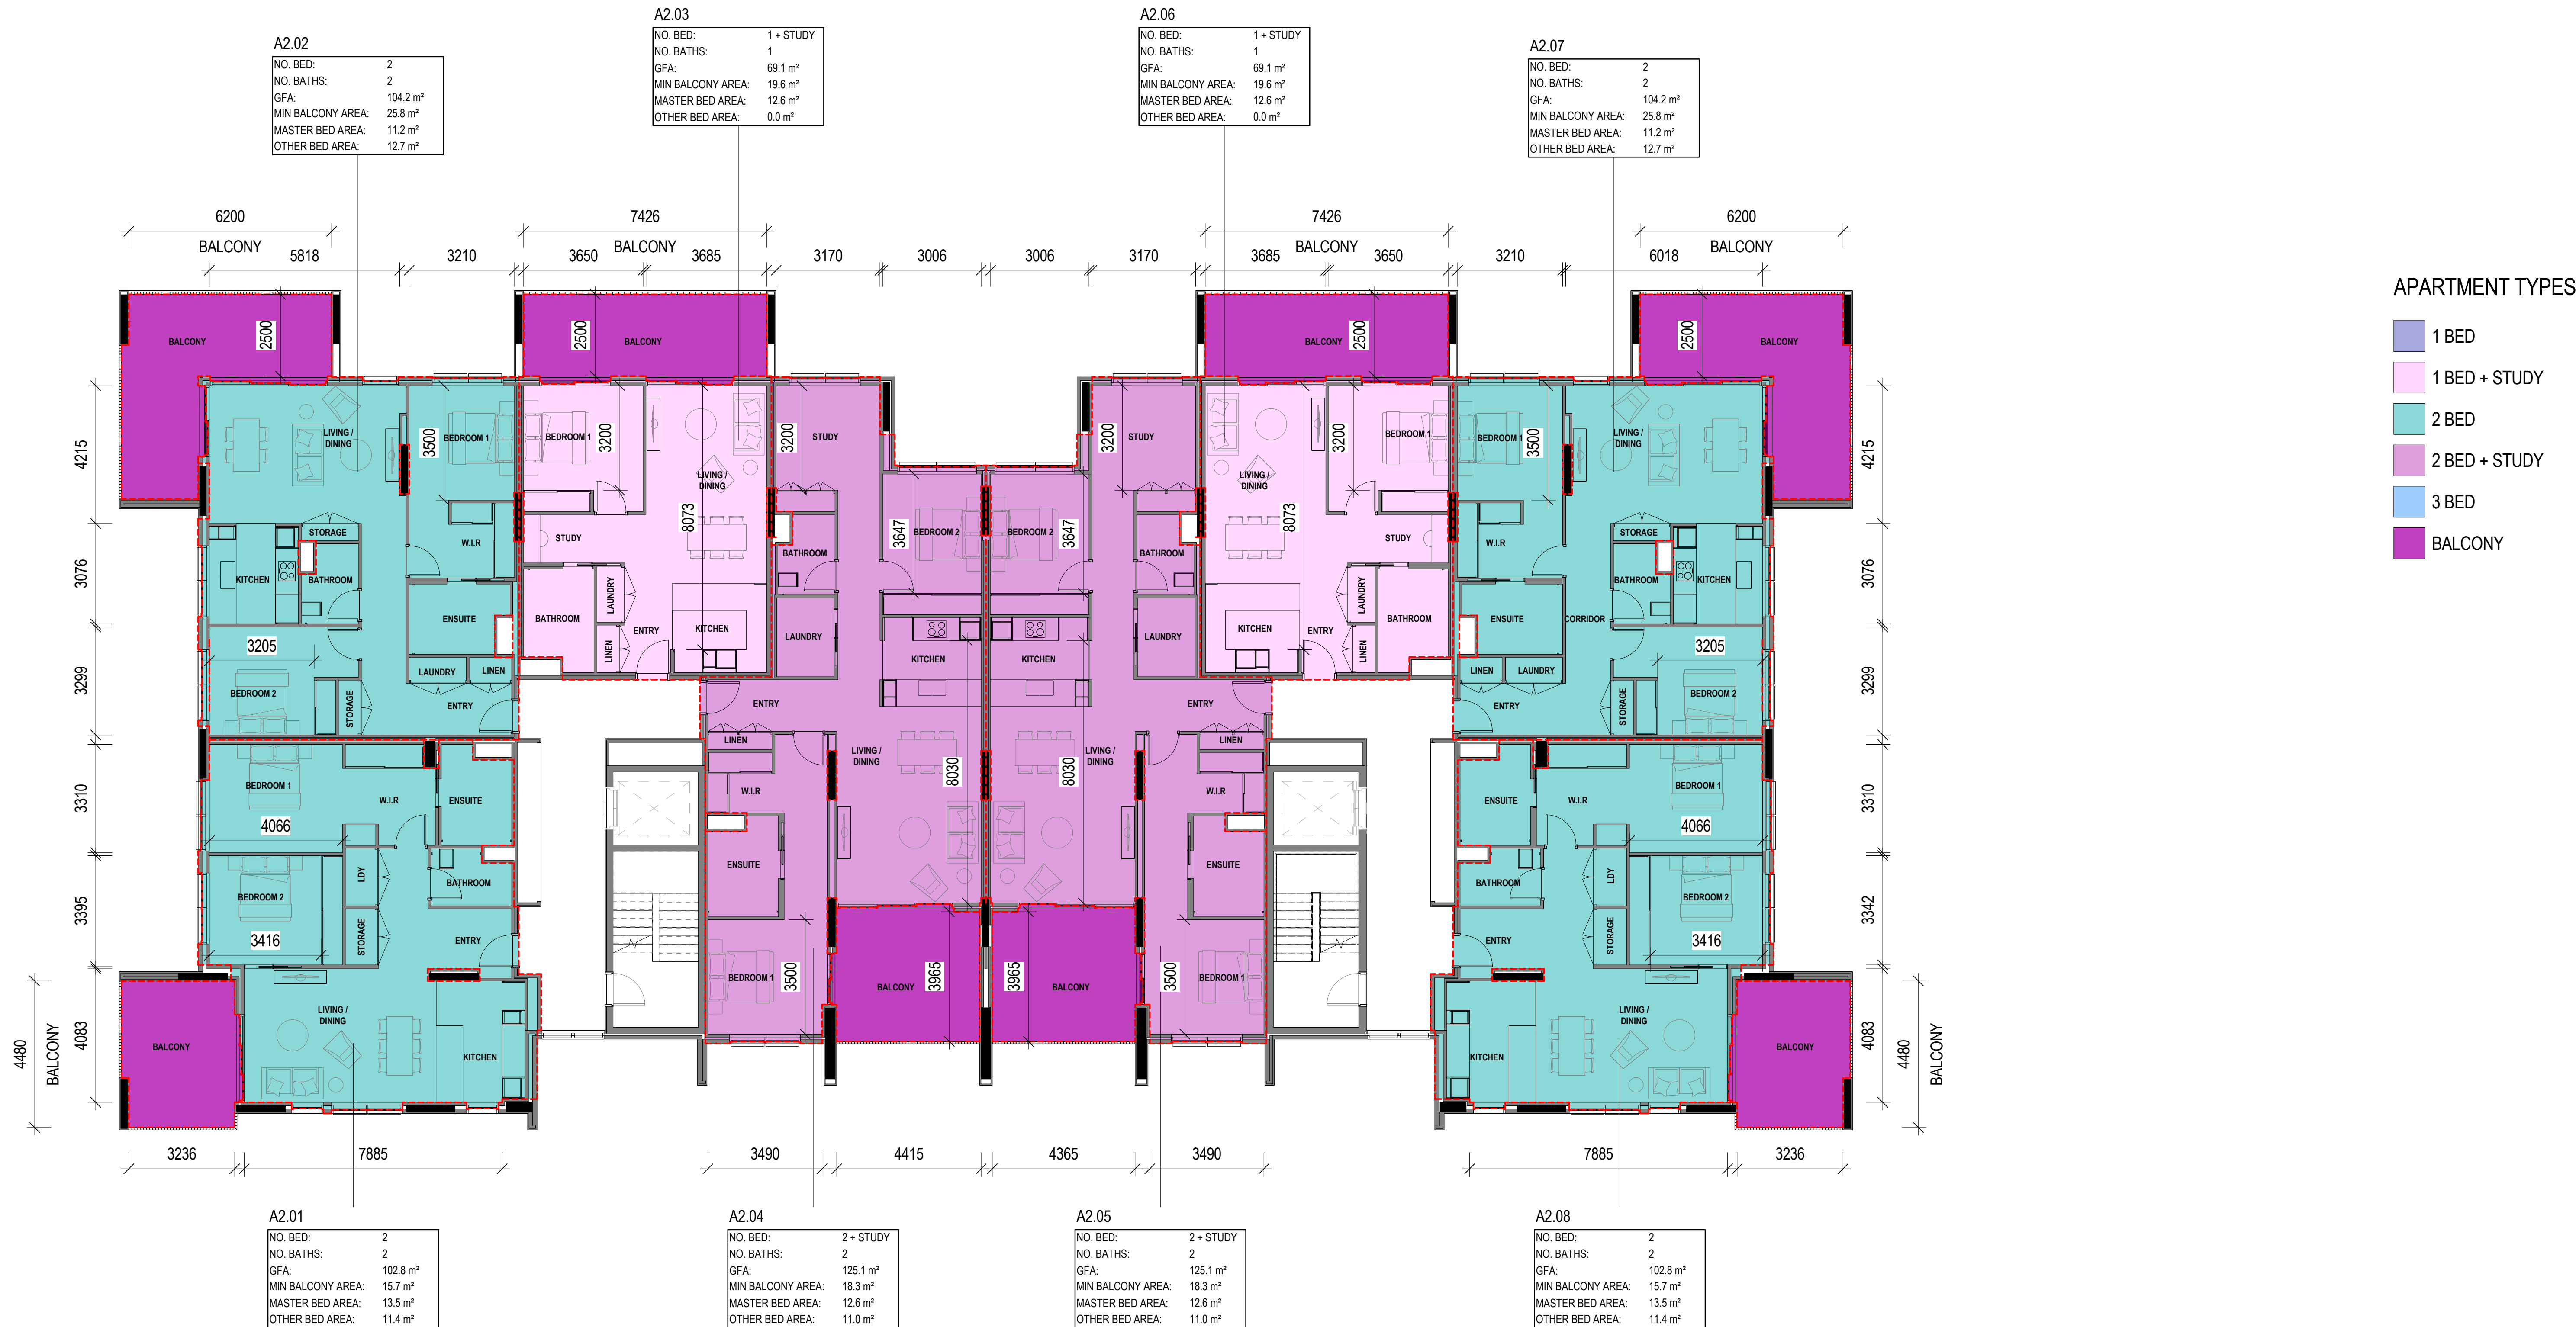 A2.03
NO. BED: 1 + STUDY
NO. BATHS: 1
GFA: 69.1 m²
MIN BALCONY AREA: 19.6 m²
MASTER BED AREA: 12.6 m²
OTHER BED AREA: 0.0 m²
A2.06
NO. BED: 1 + STUDY
NO. BATHS: 1
GFA: 69.1 m²
MIN BALCONY AREA: 19.6 m²
MASTER BED AREA: 12.6 m²
OTHER BED AREA: 0.0 m²
A2.02
NO. BED: 2
NO. BATHS: 2
GFA: 104.2 m²
MIN BALCONY AREA: 25.8 m²
MASTER BED AREA: 11.2 m²
OTHER BED AREA: 12.7 m²
A2.07
NO. BED: 2
NO. BATHS: 2
GFA: 104.2 m²
MIN BALCONY AREA: 25.8 m²
MASTER BED AREA: 11.2 m²
OTHER BED AREA: 12.7 m²
6200
7426
7426
6200
BALCONY
BALCONY
BALCONY
BALCONY
5818
3210
3650
3685
3170
3006
3006
3170
3685
3650
3210
6018
APARTMENT TYPES
1 BED
1 BED + STUDY
2 BED
2 BED + STUDY
3 BED
BALCONY
BALCONY
2500
2500
BALCONY
BALCONY
2500
2500
BALCONY
4215
LIVING /
DINING
3500
BEDROOM 1
BEDROOM 1
3200
LIVING /
DINING
3200
STUDY
3200
STUDY
LIVING /
DINING
3200
BEDROOM 1
BEDROOM 1
3500
LIVING /
DINING
4215
STORAGE
W.I.R
STUDY
8073
BATHROOM
3647
BEDROOM 2
BEDROOM 2
3647
BATHROOM
8073
STUDY
W.I.R
STORAGE
3076
KITCHEN
BATHROOM
ENSUITE
BATHROOM
LAUNDRY
LINEN
ENTRY
KITCHEN
LAUNDRY
KITCHEN
KITCHEN
LAUNDRY
KITCHEN
ENTRY
LAUNDRY
LINEN
BATHROOM
ENSUITE
CORRIDOR
BATHROOM
KITCHEN
3076
3299
3205
BEDROOM 2
STORAGE
LAUNDRY
LINEN
ENTRY
ENTRY
LINEN
ENTRY
LINEN
LINEN
LAUNDRY
ENTRY
STORAGE
3205
BEDROOM 2
3299
3310
BEDROOM 1
4066
W.I.R
ENSUITE
W.I.R
LIVING /
DINING
8030
8030
LIVING /
DINING
W.I.R
ENSUITE
W.I.R
BEDROOM 1
4066
3310
3395
BEDROOM 2
3416
LDY
STORAGE
BATHROOM
ENTRY
ENSUITE
ENSUITE
BATHROOM
ENTRY
LDY
STORAGE
BEDROOM 2
3416
3342
4480
BALCONY
4083
BALCONY
LIVING /
DINING
KITCHEN
BEDROOM 1
3500
BALCONY
3965
3965
BALCONY
3500
BEDROOM 1
KITCHEN
LIVING /
DINING
BALCONY
4083
4480
BALCONY
3236
7885
3490
4415
4365
3490
7885
3236
A2.01
NO. BED: 2
NO. BATHS: 2
GFA: 102.8 m²
MIN BALCONY AREA: 15.7 m²
MASTER BED AREA: 13.5 m²
OTHER BED AREA: 11.4 m²
A2.04
NO. BED: 2 + STUDY
NO. BATHS: 2
GFA: 125.1 m²
MIN BALCONY AREA: 18.3 m²
MASTER BED AREA: 12.6 m²
OTHER BED AREA: 11.0 m²
A2.05
NO. BED: 2 + STUDY
NO. BATHS: 2
GFA: 125.1 m²
MIN BALCONY AREA: 18.3 m²
MASTER BED AREA: 12.6 m²
OTHER BED AREA: 11.0 m²
A2.08
NO. BED: 2
NO. BATHS: 2
GFA: 102.8 m²
MIN BALCONY AREA: 15.7 m²
MASTER BED AREA: 13.5 m²
OTHER BED AREA: 11.4 m²